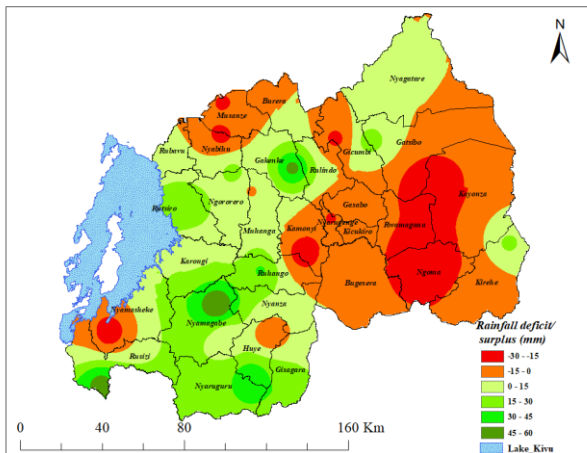 N
Nyagatare
Burera
Musanze
Nyabihu
Gicumbi
Gatsibo
Rubavu
Gakenke
Rulindo
Ngororero
Rutsiro
Gasabo
Kayonza
Nyarugenge
Rwamagana
Muhanga
Kamonyi
Kicukiro
Karongi
Ruhango
Bugesera
Ngoma
Kirehe
Nyamasheke
Nyamagabe
Nyanza
Rusizi
Huye
Gisagara
Nyaruguru
Rainfall deficit/
surplus (mm)
-30 - -15
-15 - 0
0 - 15
15 - 30
30 - 45
45 - 60
Lake_Kivu
0 40 80 160 Km